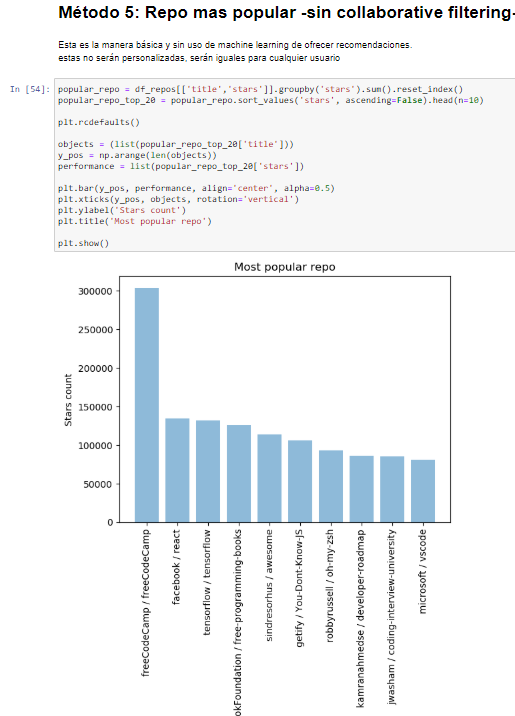 Método 5: Repo mas popular -sin collaborative filtering-
Esta es la manera básica y sin uso de machine learning de ofrecer recomendaciones.
estas no serán personalizadas, serán iguales para cualquier usuario
In [54]: popular_repo = df_repos[['title','stars']].groupby('stars').sum().reset_index()
popular_repo_top_20 = popular_repo.sort_values('stars', ascending=False).head(n=10)
plt.rcdefaults()
objects = (list(popular_repo_top_20['title']))
y_pos = np.arange(len(objects))
performance = list(popular_repo_top_20['stars'])
plt.bar(y_pos, performance, align='center', alpha=0.5)
plt.xticks(y_pos, objects, rotation='vertical')
plt.ylabel('Stars count')
plt.title('Most popular repo')
plt.show()
Most popular repo
300000
250000
200000
150000
100000
50000
0
Stars count
freeCodeCamp / freeCodeCamp
facebook / react
tensorflow / tensorflow
okFoundation / free-programming-books
sindresorhus / awesome
getify / You-Dont-Know-JS
robbyrussell / oh-my-zsh
kamranahmedse / developer-roadmap
jwasham / coding-interview-university
microsoft / vscode